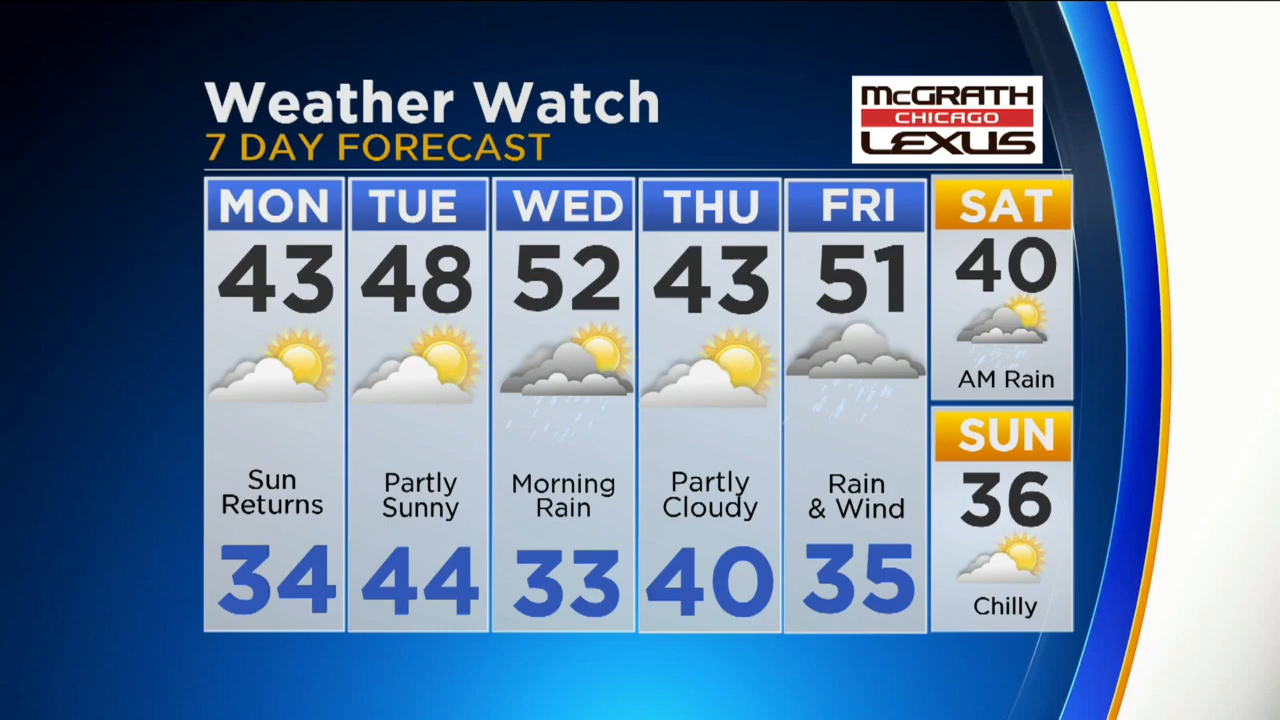 Weather Watch
7 DAY FORECAST
McGRATH
CHICAGO
LEXUS
MON
43
Sun
Returns
34
TUE
48
Partly
Sunny
44
WED
52
Morning
Rain
33
THU
43
Partly
Cloudy
40
FRI
51
Rain
& Wind
35
SAT
40
AM Rain
SUN
36
Chilly